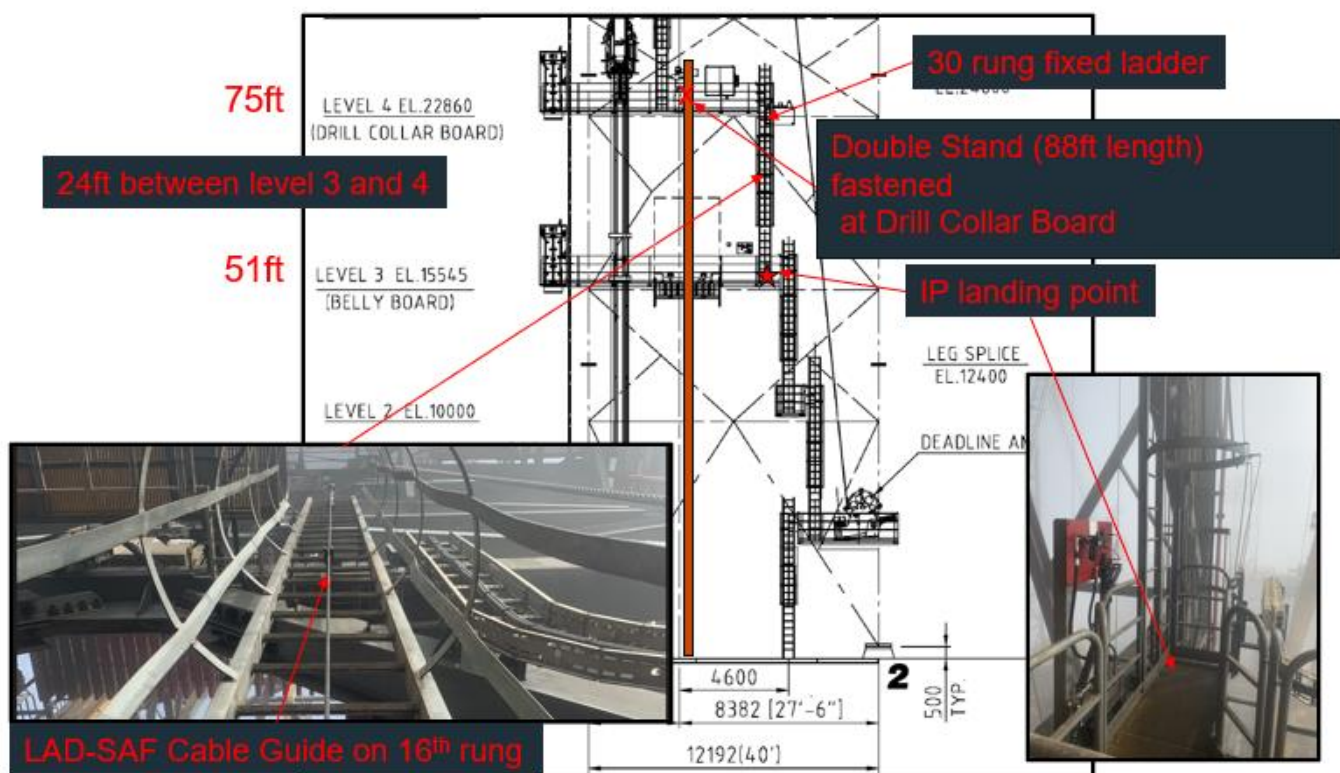 30 rung fixed ladder
75ft
LEVEL 4 EL.22860
(DRILL COLLAR BOARD)
Double Stand (88ft length)
fastened
at Drill Collar Board
24ft between level 3 and 4
51ft
LEVEL 3 EL.15545
(BELLY BOARD)
IP landing point
LEG SPLICE
EL.12400
LEVEL 2 EL.10000
DEADLINE AN
2
4600
8382 [27'-6"]
500
TYP.
12192(40')
LAD-SAF Cable Guide on 16th rung